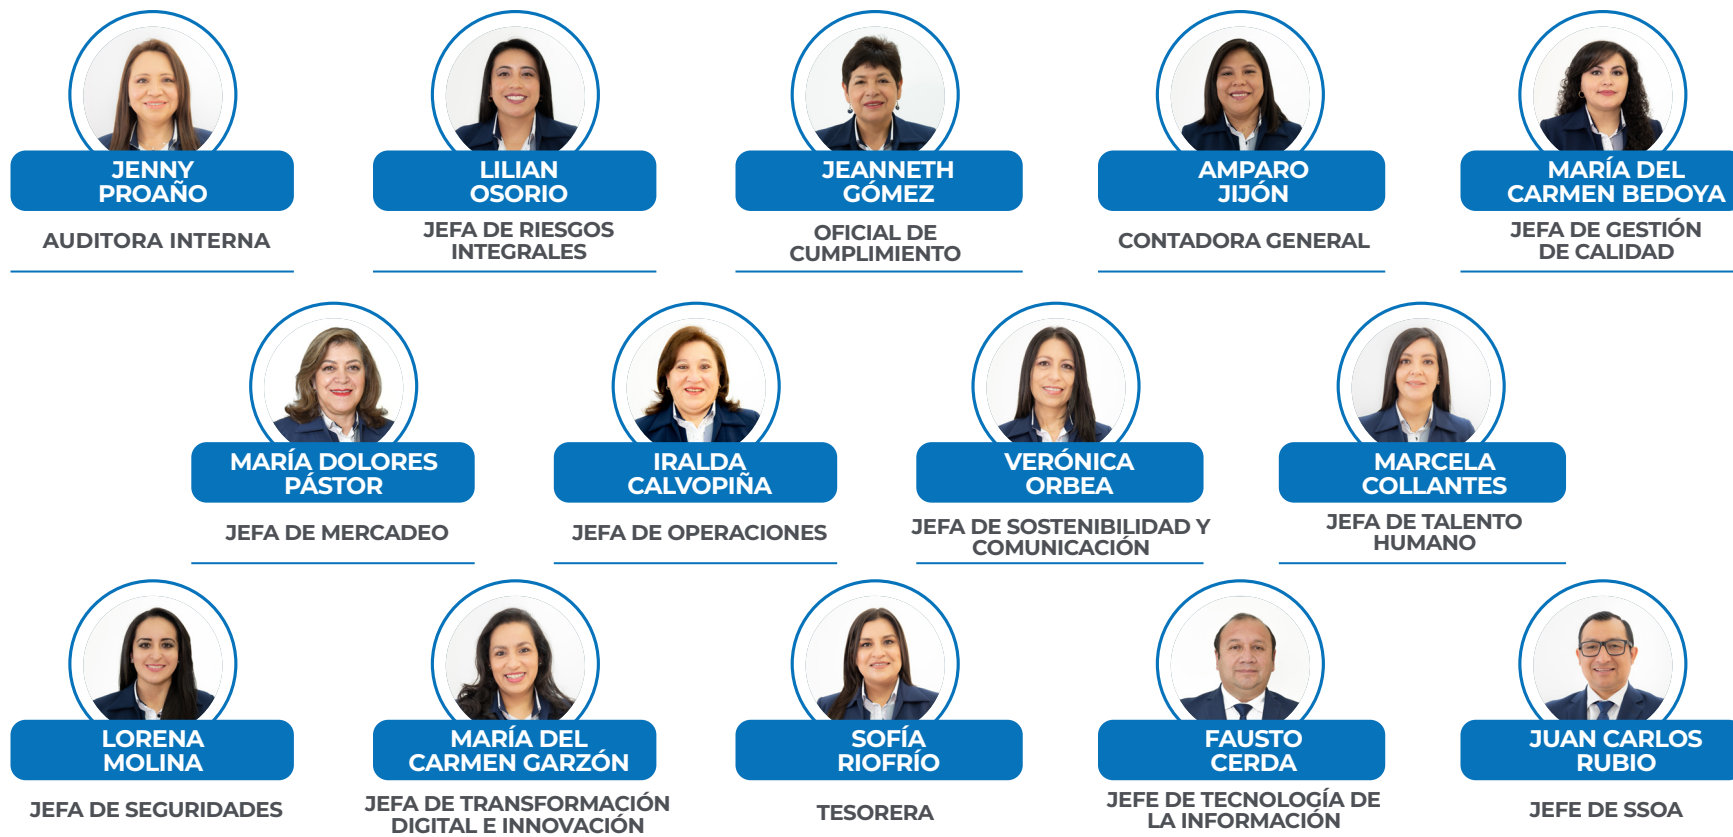 JENNY
PROAÑO
AUDITORA INTERNA
LILIAN
OSORIO
JEFA DE RIESGOS
INTEGRALES
JEANNETH
GÓMEZ
OFICIAL DE
CUMPLIMIENTO
AMPARO
JIJÓN
CONTADORA GENERAL
MARÍA DEL
CARMEN BEDOYA
JEFA DE GESTIÓN
DE CALIDAD
MARÍA DOLORES
PÁSTOR
JEFA DE MERCADEO
IRALDA
CALVOPIÑA
JEFA DE OPERACIONES
VERÓNICA
ORBEA
JEFA DE SOSTENIBILIDAD Y
COMUNICACIÓN
MARCELA
COLLANTES
JEFA DE TALENTO
HUMANO
LORENA
MOLINA
JEFA DE SEGURIDADES
MARÍA DEL
CARMEN GARZÓN
JEFA DE TRANSFORMACIÓN
DIGITAL E INNOVACIÓN
SOFÍA
RIOFRÍO
TESORERA
FAUSTO
CERDA
JEFE DE TECNOLOGÍA DE
LA INFORMACIÓN
JUAN CARLOS
RUBIO
JEFE DE SSOA